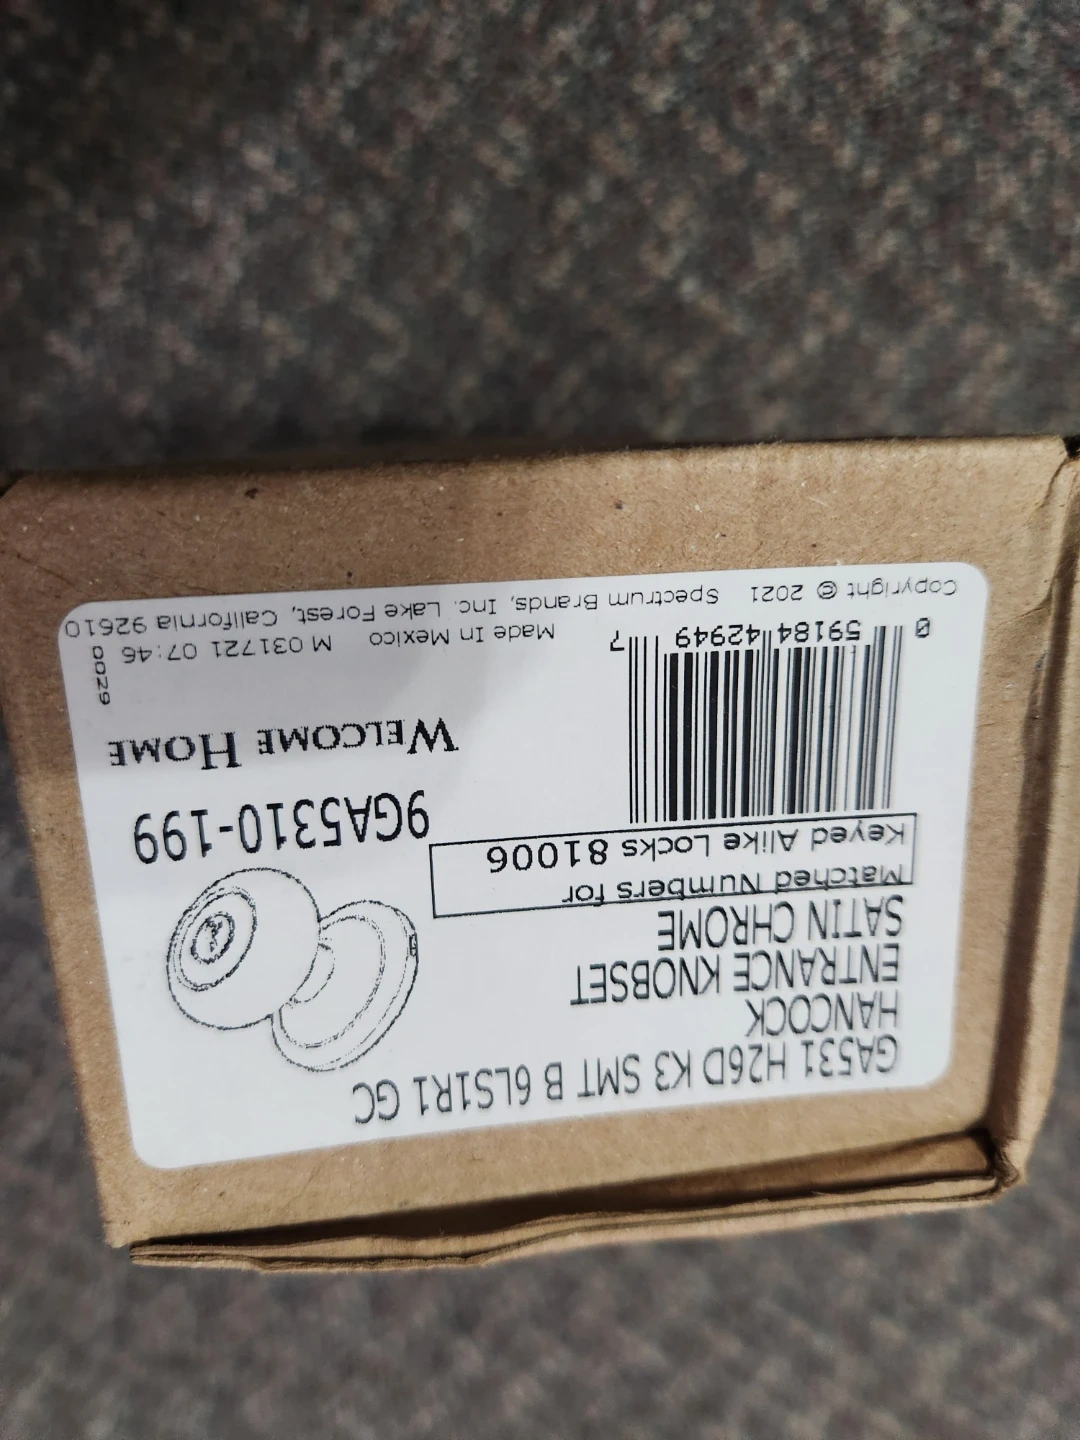 GA531 H26D K3 SMT B 6LS1R1 GC
HANCOCK
ENTRANCE KNOBSET
SATIN CHROME
Matched Numbers for
Keyed Alike Locks 81006
9GA5310-199
WELCOME HOME
0 59184 42949 7
Made In Mexico M 031721 07:46
0029
Copyright © 2021 Spectrum Brands, Inc. Lake Forest, California 92610